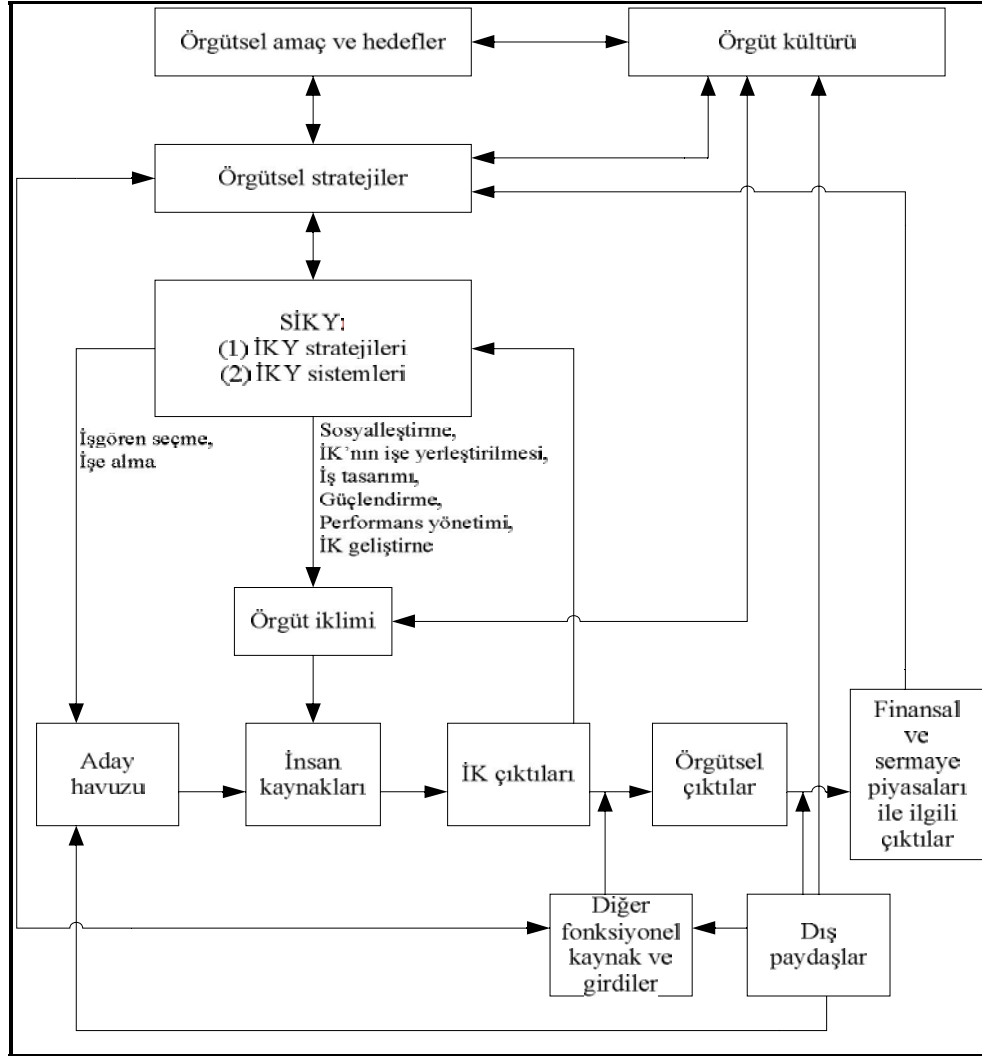 Örgütsel amaç ve hedefler
Örgüt kültürü
Örgütsel stratejiler
SİKY:
(1) İKY stratejileri
(2) İKY sistemleri
İşgören seçme,
İşe alma
Sosyalleştirme,
İK'nın işe yerleştirilmesi,
İş tasarımı,
Güçlendirme,
Performans yönetimi,
İK geliştirne
Örgüt iklimi
Aday
havuzu
İnsan
kaynakları
İK çıktıları
Örgütsel
çıktılar
Finansal
ve
sermaye
piyasaları
ile ilgili
çıktılar
Diğer
fonksiyonel
kaynak ve
girdiler
Dış
paydaşlar